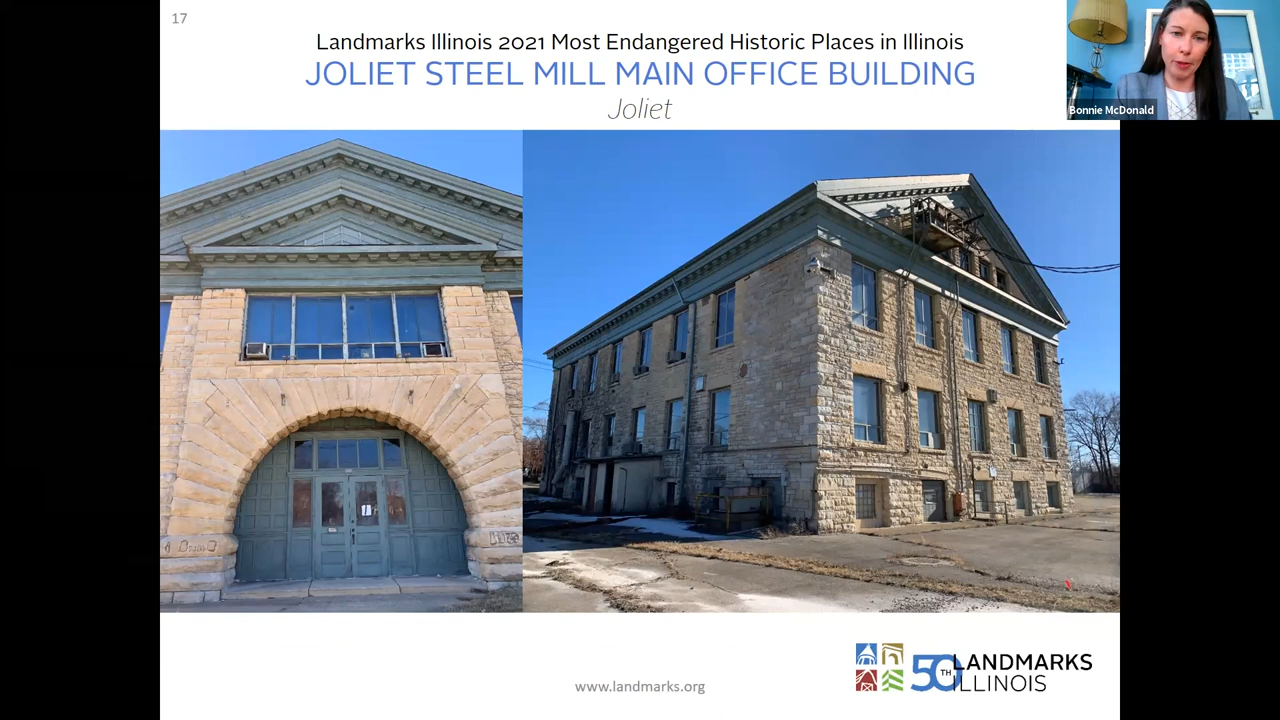 17
Landmarks Illinois 2021 Most Endangered Historic Places in Illinois
JOLIET STEEL MILL MAIN OFFICE BUILDING
Joliet
Bonnie McDonald
www.landmarks.org
50TH LANDMARKS
ILLINOIS